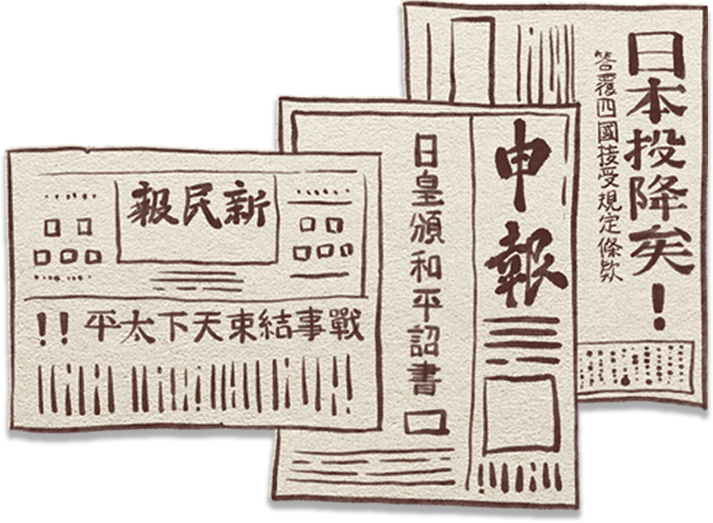 日本投降矣！
答覆四國接受規定條款
申報
日皇頒和平詔書
新民報
戰事結束天下太平!!